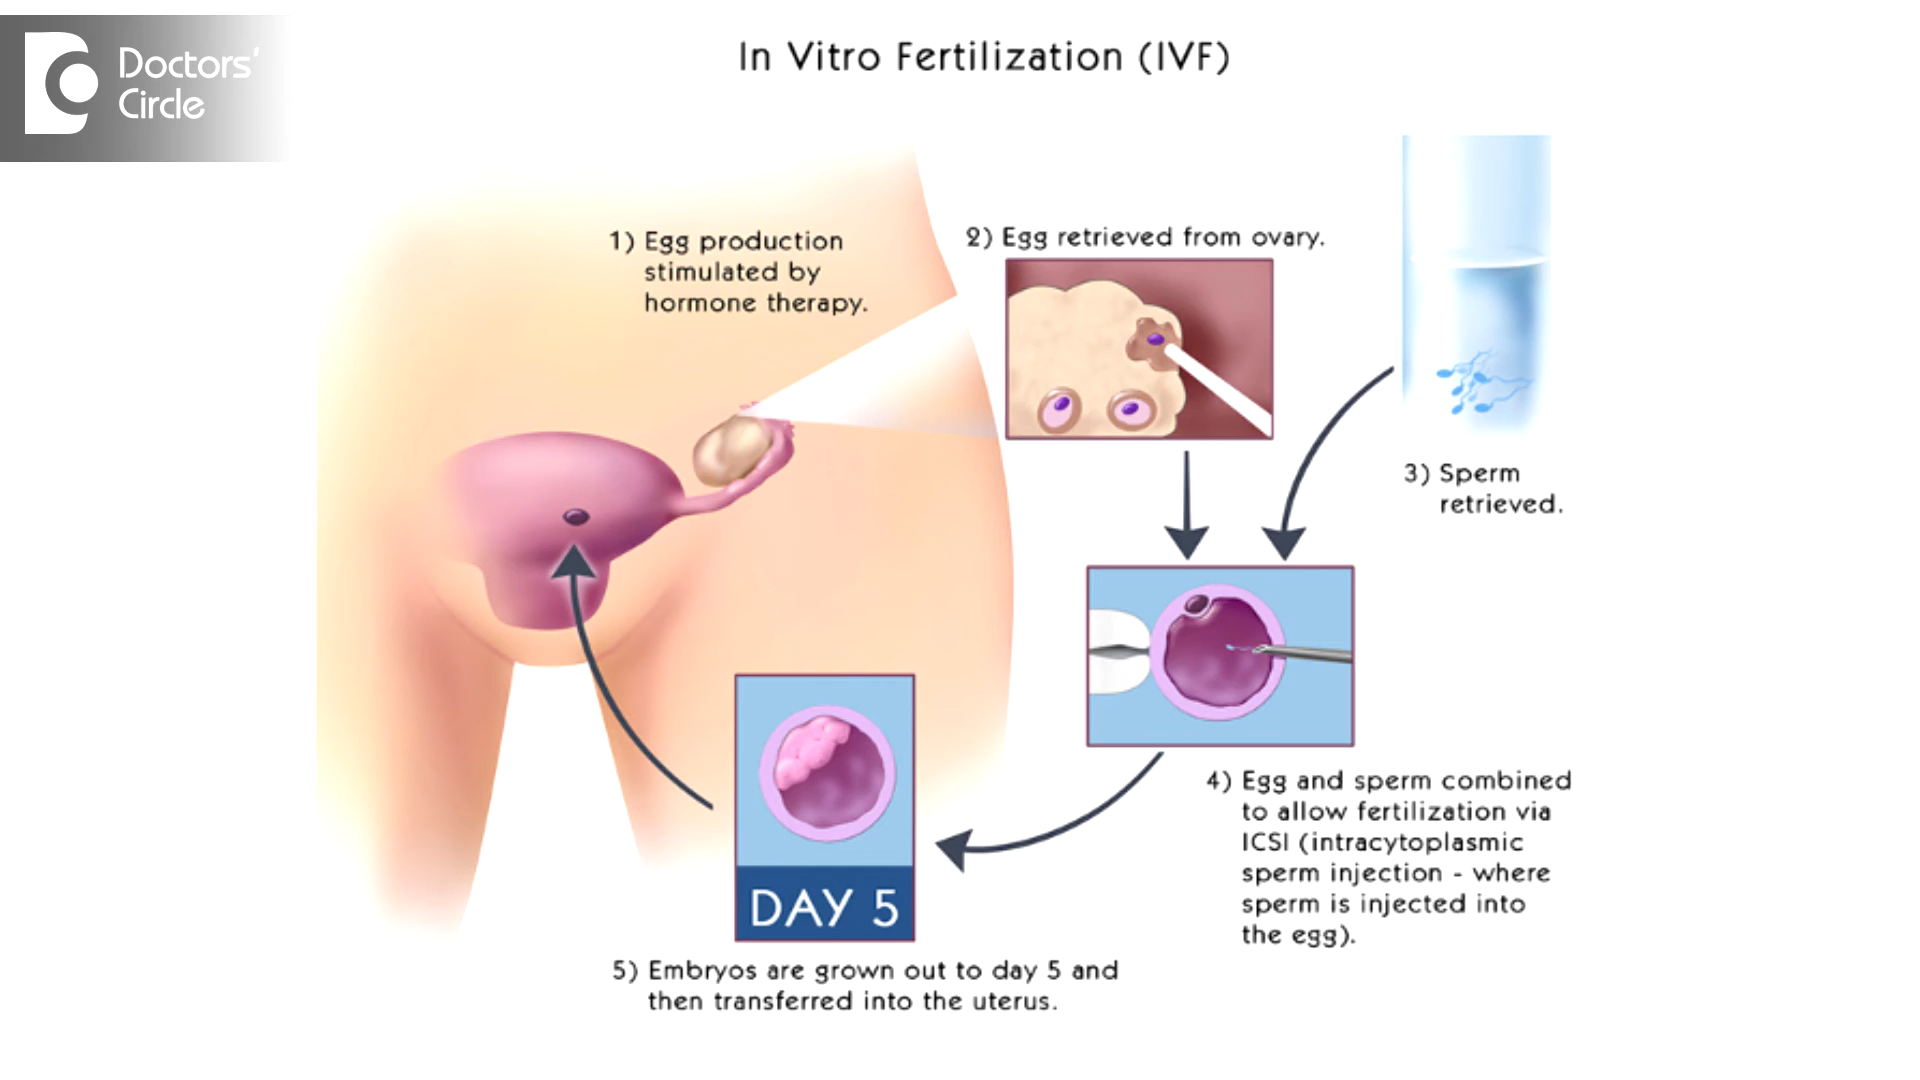 Doctors'
Circle
In Vitro Fertilization (IVF)
1) Egg production
stimulated by
hormone therapy.
2) Egg retrieved from ovary.
3) Sperm
retrieved.
4) Egg and sperm combined
to allow fertilization via
ICSI (intracytoplasmic
sperm injection - where
sperm is injected into
the egg).
DAY 5
5) Embryos are grown out to day 5 and
then transferred into the uterus.